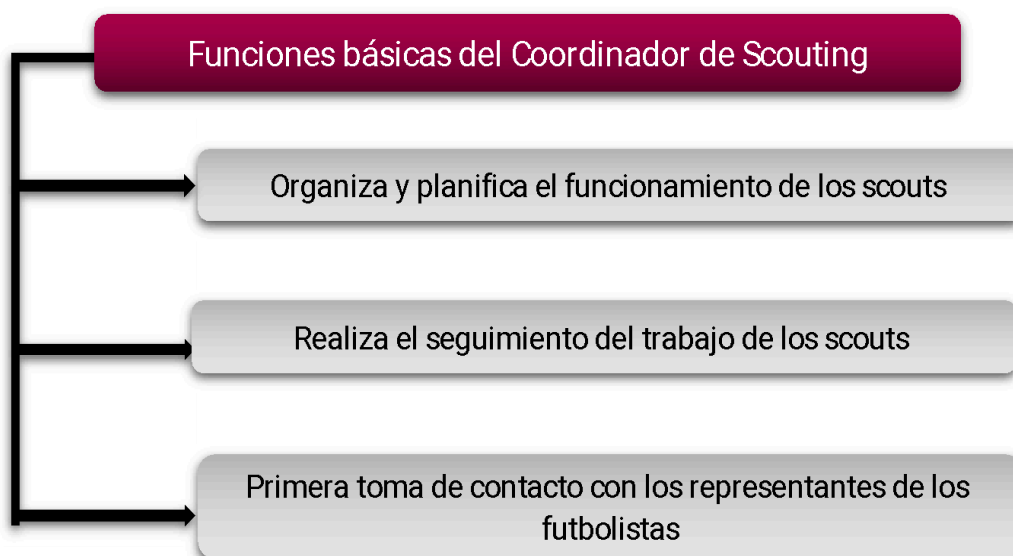 Funciones básicas del Coordinador de Scouting
Organiza y planifica el funcionamiento de los scouts
Realiza el seguimiento del trabajo de los scouts
Primera toma de contacto con los representantes de los
futbolistas